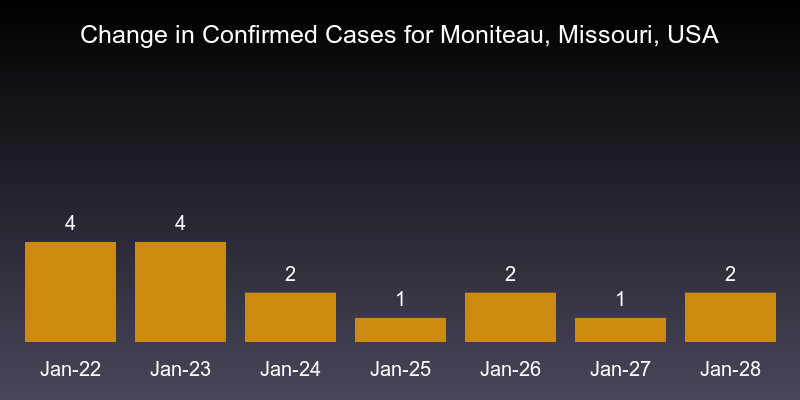 Change in Confirmed Cases for Moniteau, Missouri, USA
4 4 2 1 2 1 2
Jan-22 Jan-23 Jan-24 Jan-25 Jan-26 Jan-27 Jan-28